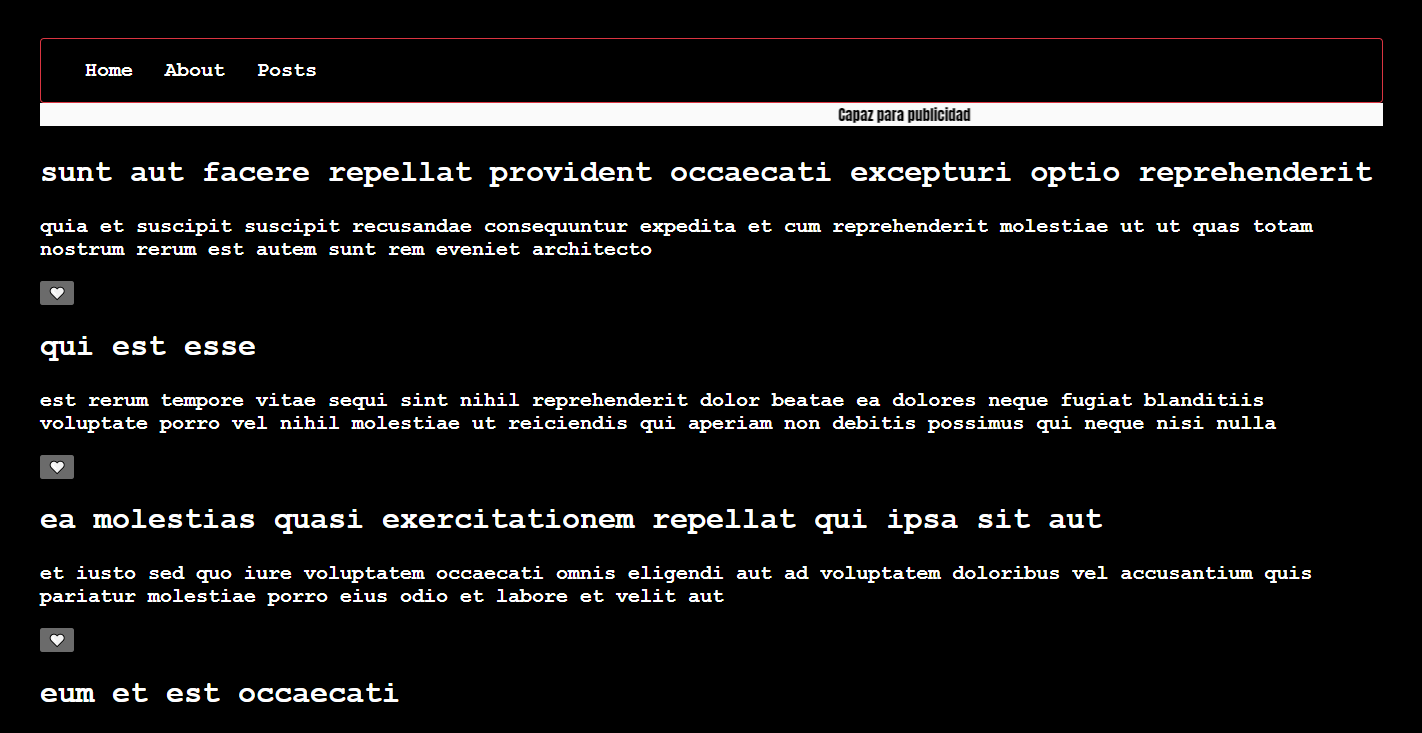 Home About Posts
Capaz para publicidad
sunt aut facere repellat provident occaecati excepturi optio reprehenderit
quia et suscipit suscipit recusandae consequuntur expedita et cum reprehenderit molestiae ut ut quas totam
nostrum rerum est autem sunt rem eveniet architecto
qui est esse
est rerum tempore vitae sequi sint nihil reprehenderit dolor beatae ea dolores neque fugiat blanditiis
voluptate porro vel nihil molestiae ut reiciendis qui aperiam non debitis possimus qui neque nisi nulla
ea molestias quasi exercitationem repellat qui ipsa sit aut
et iusto sed quo iure voluptatem occaecati omnis eligendi aut ad voluptatem doloribus vel accusantium quis
pariatur molestiae porro eius odio et labore et velit aut
eum et est occaecati